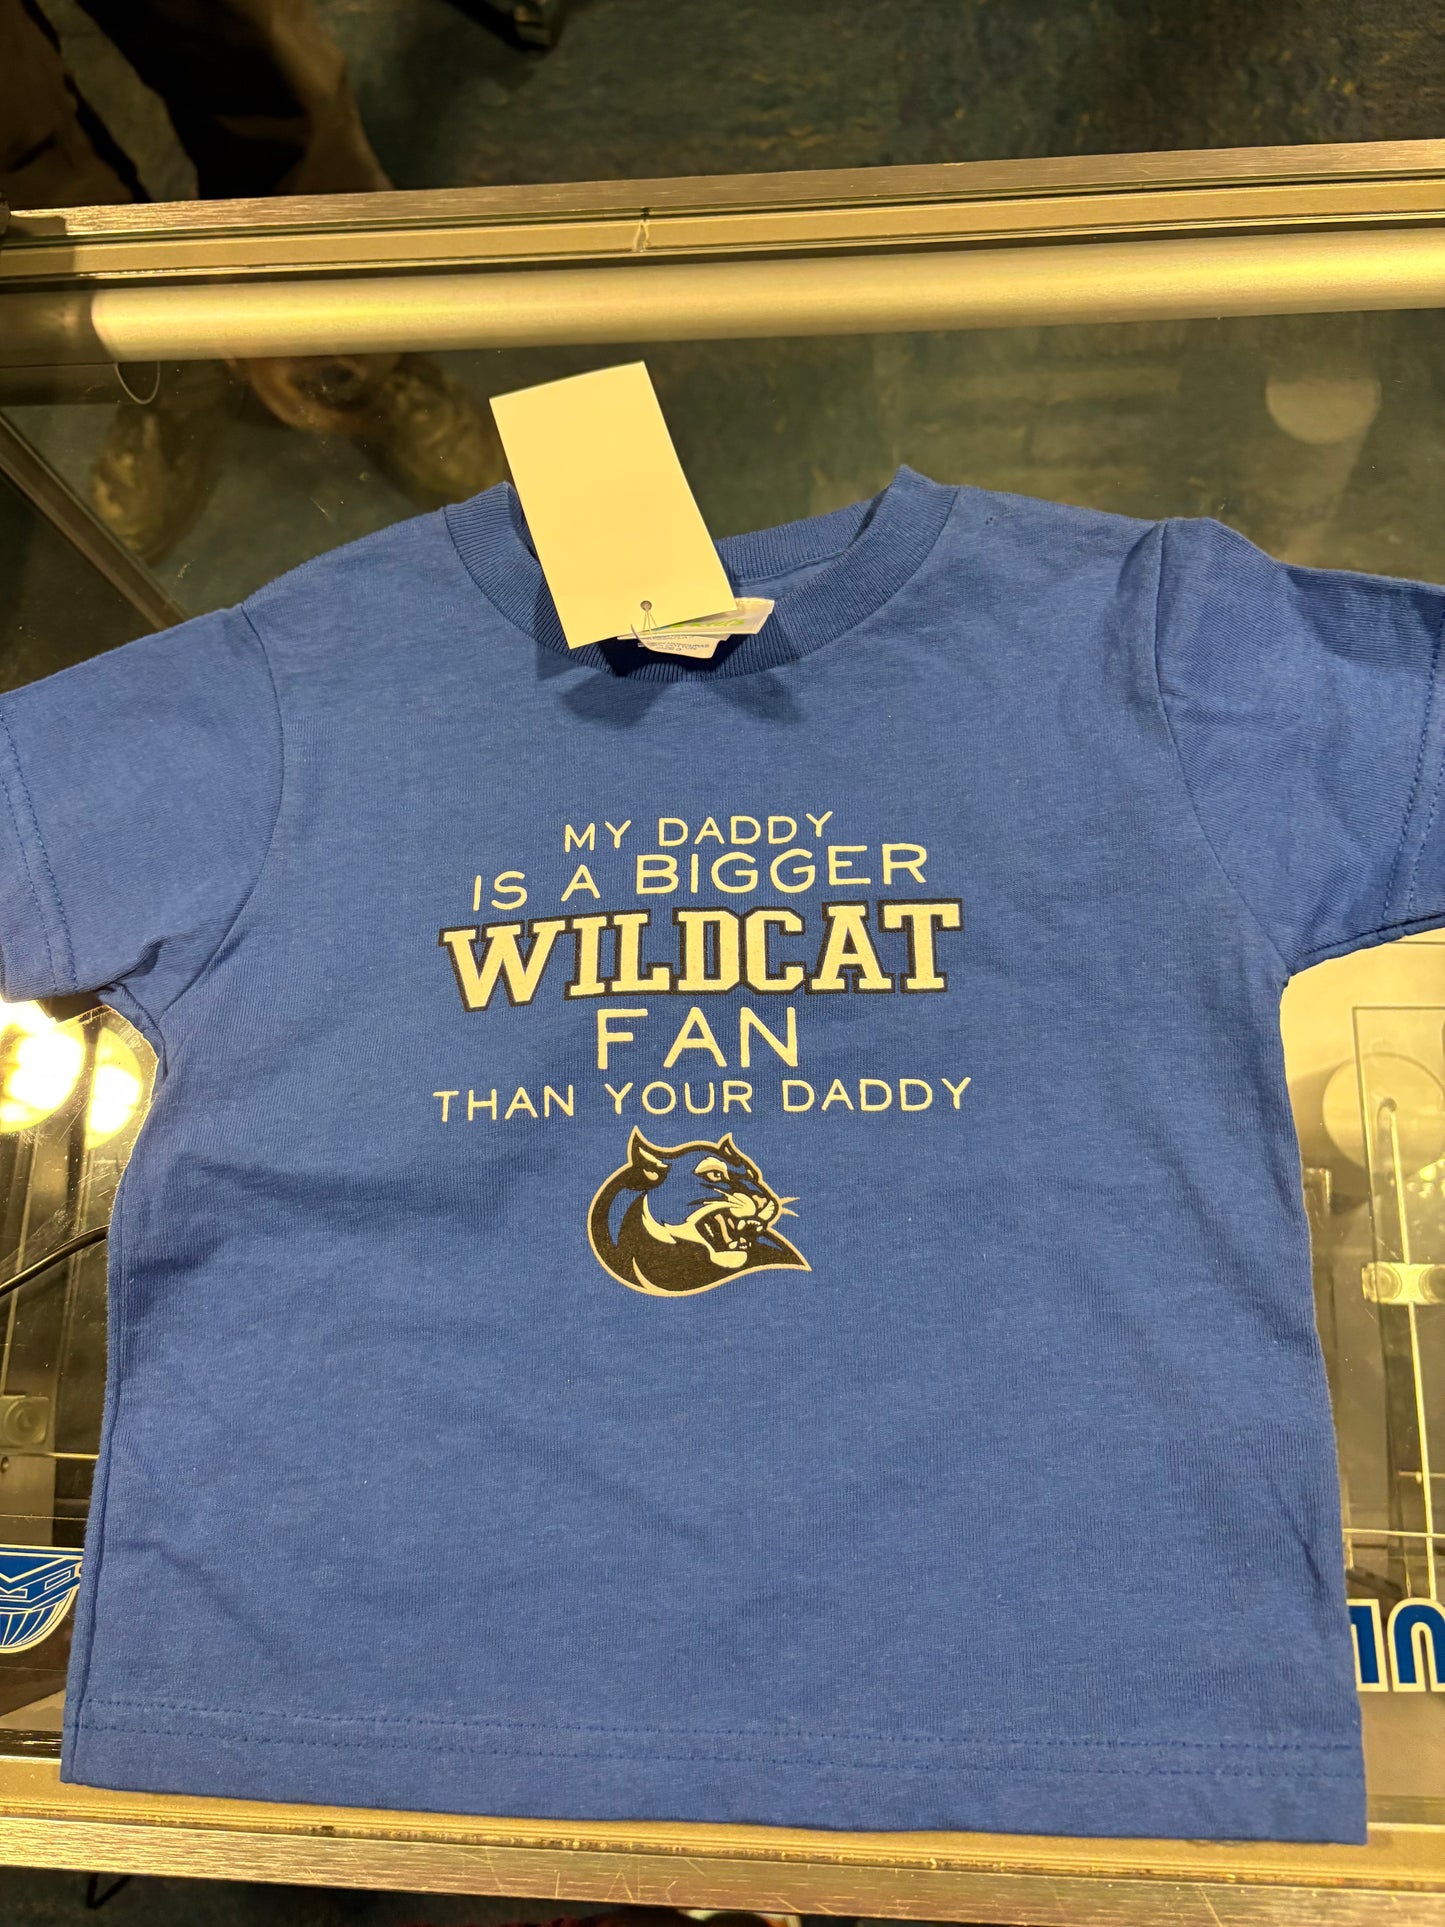 MY DADDY
IS A BIGGER
WILDCAT
FAN
THAN YOUR DADDY